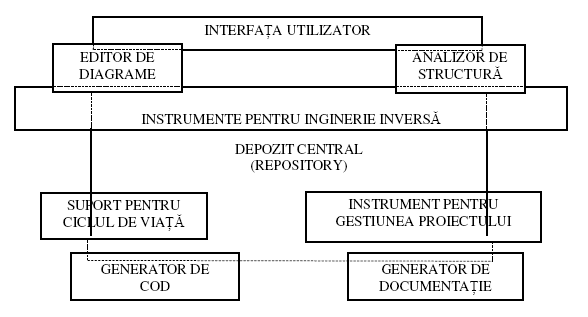 INTERFAȚA UTILIZATOR
EDITOR DE
DIAGRAME
ANALIZOR DE
STRUCTURĂ
INSTRUMENTE PENTRU INGINERIE INVERSĂ
DEPOZIT CENTRAL
(REPOSITORY)
SUPORT PENTRU
CICLUL DE VIAȚĂ
INSTRUMENT PENTRU
GESTIUNEA PROIECTULUI
GENERATOR DE
COD
GENERATOR DE
DOCUMENTAȚIE